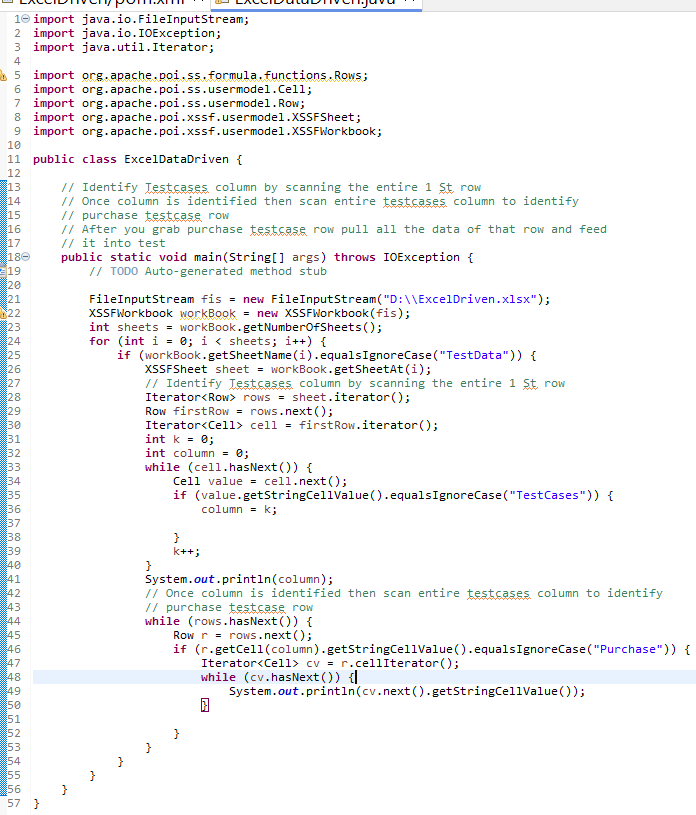 ExcelDriven/pom.xml ExcelDataDriven.java
1 import java.io.FileInputStream;
2 import java.io.IOException;
3 import java.util.Iterator;
4
5 import org.apache.poi.ss.formula.functions.Rows;
6 import org.apache.poi.ss.usermodel.Cell;
7 import org.apache.poi.ss.usermodel.Row;
8 import org.apache.poi.xssf.usermodel.XSSFSheet;
9 import org.apache.poi.xssf.usermodel.XSSFWorkbook;
10
11 public class ExcelDataDriven {
12
13     // Identify Testcases column by scanning the entire 1 St row
14     // Once column is identified then scan entire testcases column to identify
15     // purchase testcase row
16     // After you grab purchase testcase row pull all the data of that row and feed
17     // it into test
18     public static void main(String[] args) throws IOException {
19         // TODO Auto-generated method stub
20
21         FileInputStream fis = new FileInputStream("D:\\ExcelDriven.xlsx");
22         XSSFWorkbook workBook = new XSSFWorkbook(fis);
23         int sheets = workBook.getNumberOfSheets();
24         for (int i = 0; i < sheets; i++) {
25             if (workBook.getSheetName(i).equalsIgnoreCase("TestData")) {
26                 XSSFSheet sheet = workBook.getSheetAt(i);
27                 // Identify Testcases column by scanning the entire 1 St row
28                 Iterator<Row> rows = sheet.iterator();
29                 Row firstRow = rows.next();
30                 Iterator<Cell> cell = firstRow.iterator();
31                 int k = 0;
32                 int column = 0;
33                 while (cell.hasNext()) {
34                     Cell value = cell.next();
35                     if (value.getStringCellValue().equalsIgnoreCase("TestCases")) {
36                         column = k;
37
38                     }
39                     k++;
40                 }
41                 System.out.println(column);
42                 // Once column is identified then scan entire testcases column to identify
43                 // purchase testcase row
44                 while (rows.hasNext()) {
45                     Row r = rows.next();
46                     if (r.getCell(column).getStringCellValue().equalsIgnoreCase("Purchase")) {
47                         Iterator<Cell> cv = r.cellIterator();
48                         while (cv.hasNext()) {
49                             System.out.println(cv.next().getStringCellValue());
50                         }
51
52                     }
53                 }
54             }
55         }
56     }
57 }